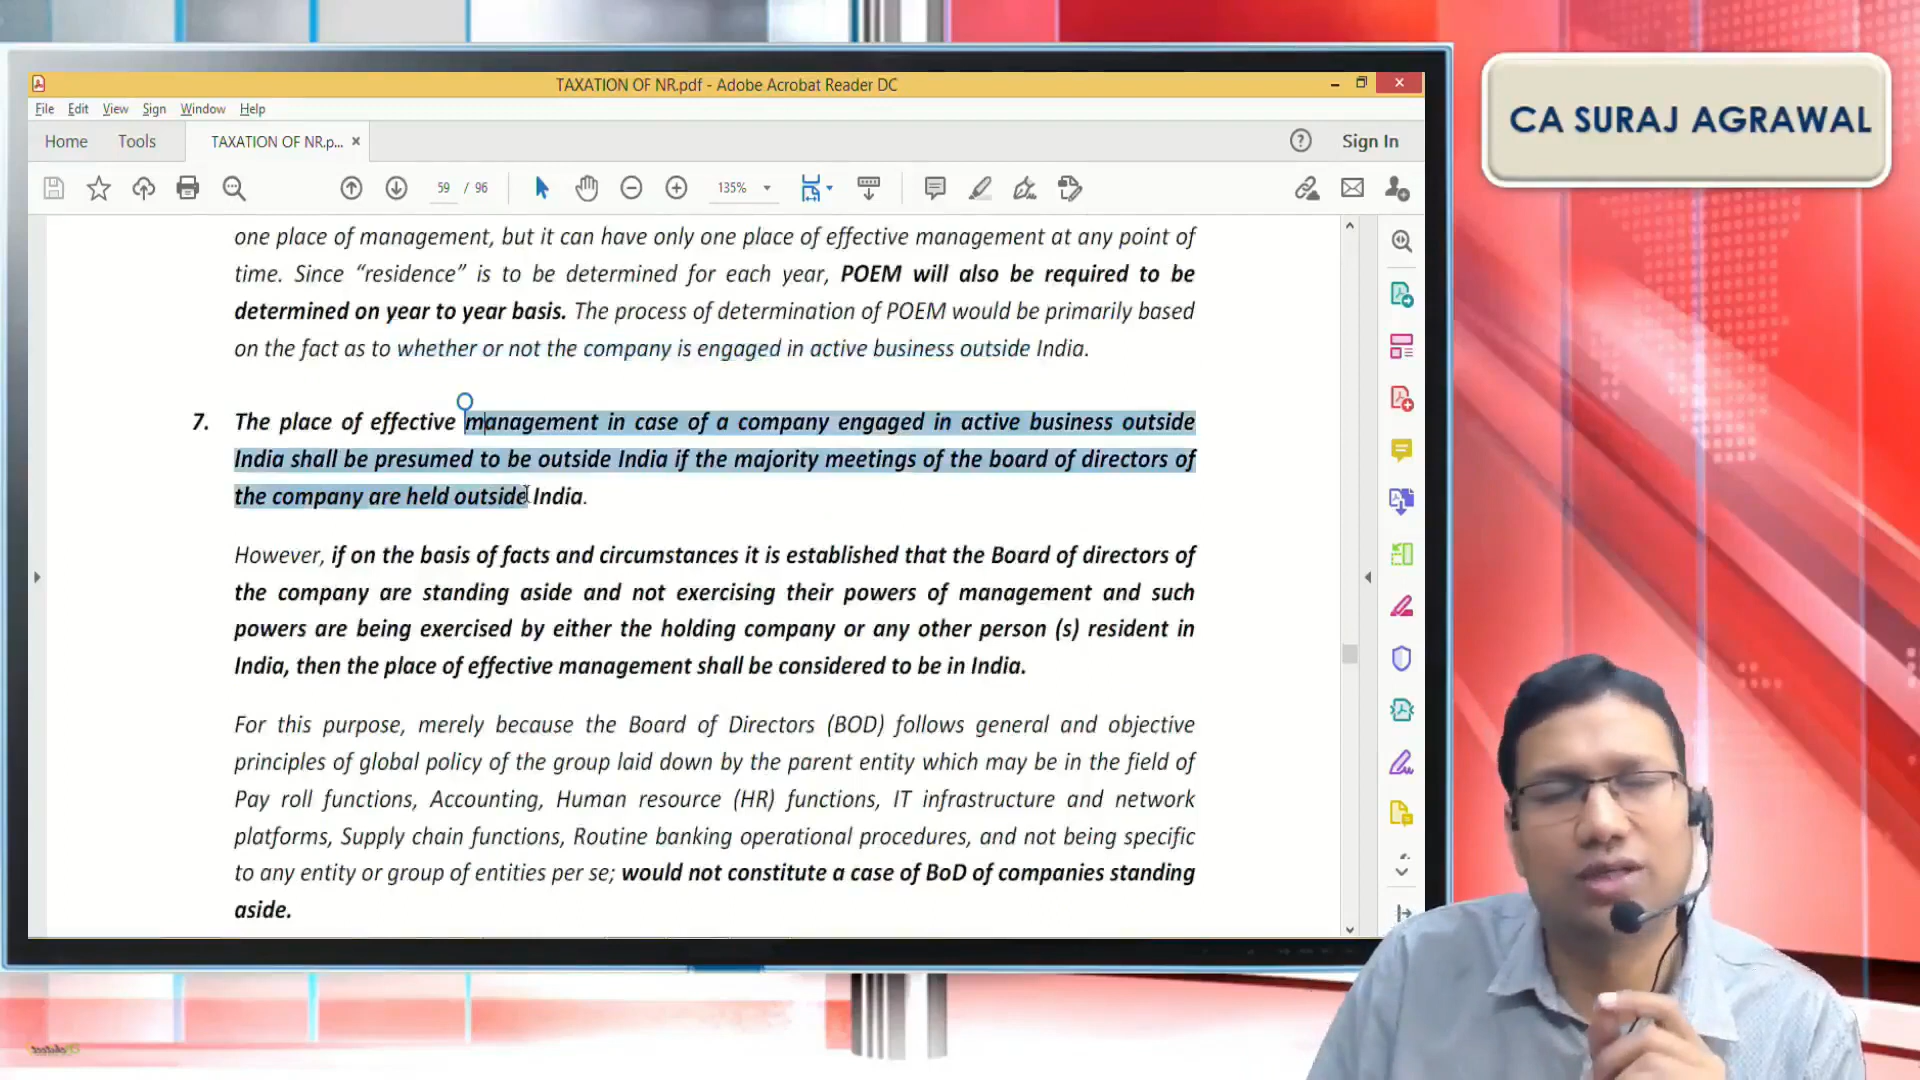 TAXATION OF NR.pdf - Adobe Acrobat Reader DC
File Edit View Sign Window Help
Home Tools TAXATION OF NR.p... × Sign In
59 / 96 135%
CA SURAJ AGRAWAL
one place of management, but it can have only one place of effective management at any point of
time. Since “residence” is to be determined for each year, POEM will also be required to be
determined on year to year basis. The process of determination of POEM would be primarily based
on the fact as to whether or not the company is engaged in active business outside India.
7. The place of effective management in case of a company engaged in active business outside
India shall be presumed to be outside India if the majority meetings of the board of directors of
the company are held outside India.
However, if on the basis of facts and circumstances it is established that the Board of directors of
the company are standing aside and not exercising their powers of management and such
powers are being exercised by either the holding company or any other person (s) resident in
India, then the place of effective management shall be considered to be in India.
For this purpose, merely because the Board of Directors (BOD) follows general and objective
principles of global policy of the group laid down by the parent entity which may be in the field of
Pay roll functions, Accounting, Human resource (HR) functions, IT infrastructure and network
platforms, Supply chain functions, Routine banking operational procedures, and not being specific
to any entity or group of entities per se; would not constitute a case of BoD of companies standing
aside.